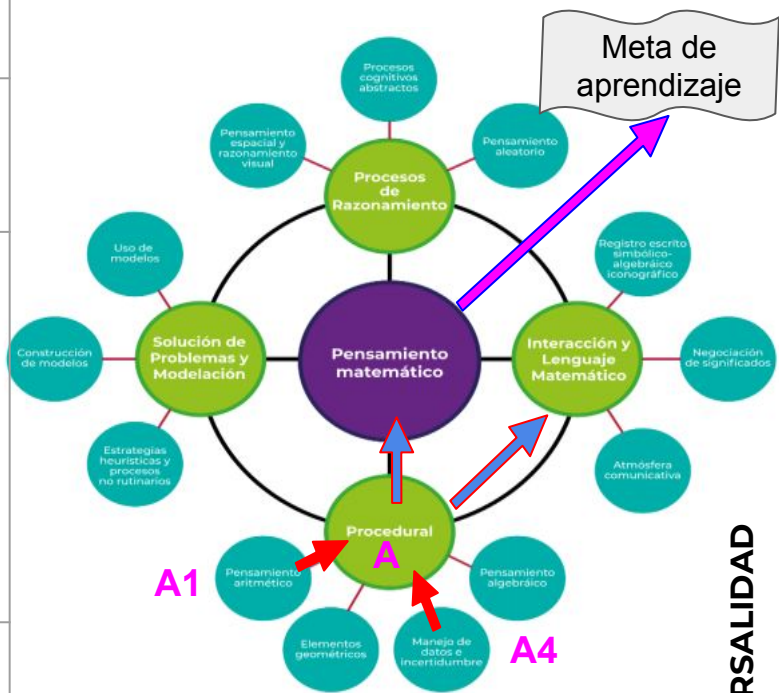 Meta de
aprendizaje
Procesos
cognitivos
abstractos
Pensamiento
espacial y
razonamiento
visual
Pensamiento
aleatorio
Procesos
de
Razonamiento
Uso de
modelos
Registro escrito
simbólico-
algebráico
iconográfico
Construcción
de modelos
Solución de
Problemas y
Modelación
Pensamiento
matemático
Interacción y
Lenguaje
Matemático
Negociación
de significados
Estrategias
heurísticas y
procesos
no rutinarios
Atmósfera
comunicativa
Procedural
A
A1
Pensamiento
aritmético
Pensamiento
algebráico
Elementos
geométricos
Manejo de
datos e
incertidumbre
A4
RSALIDAD